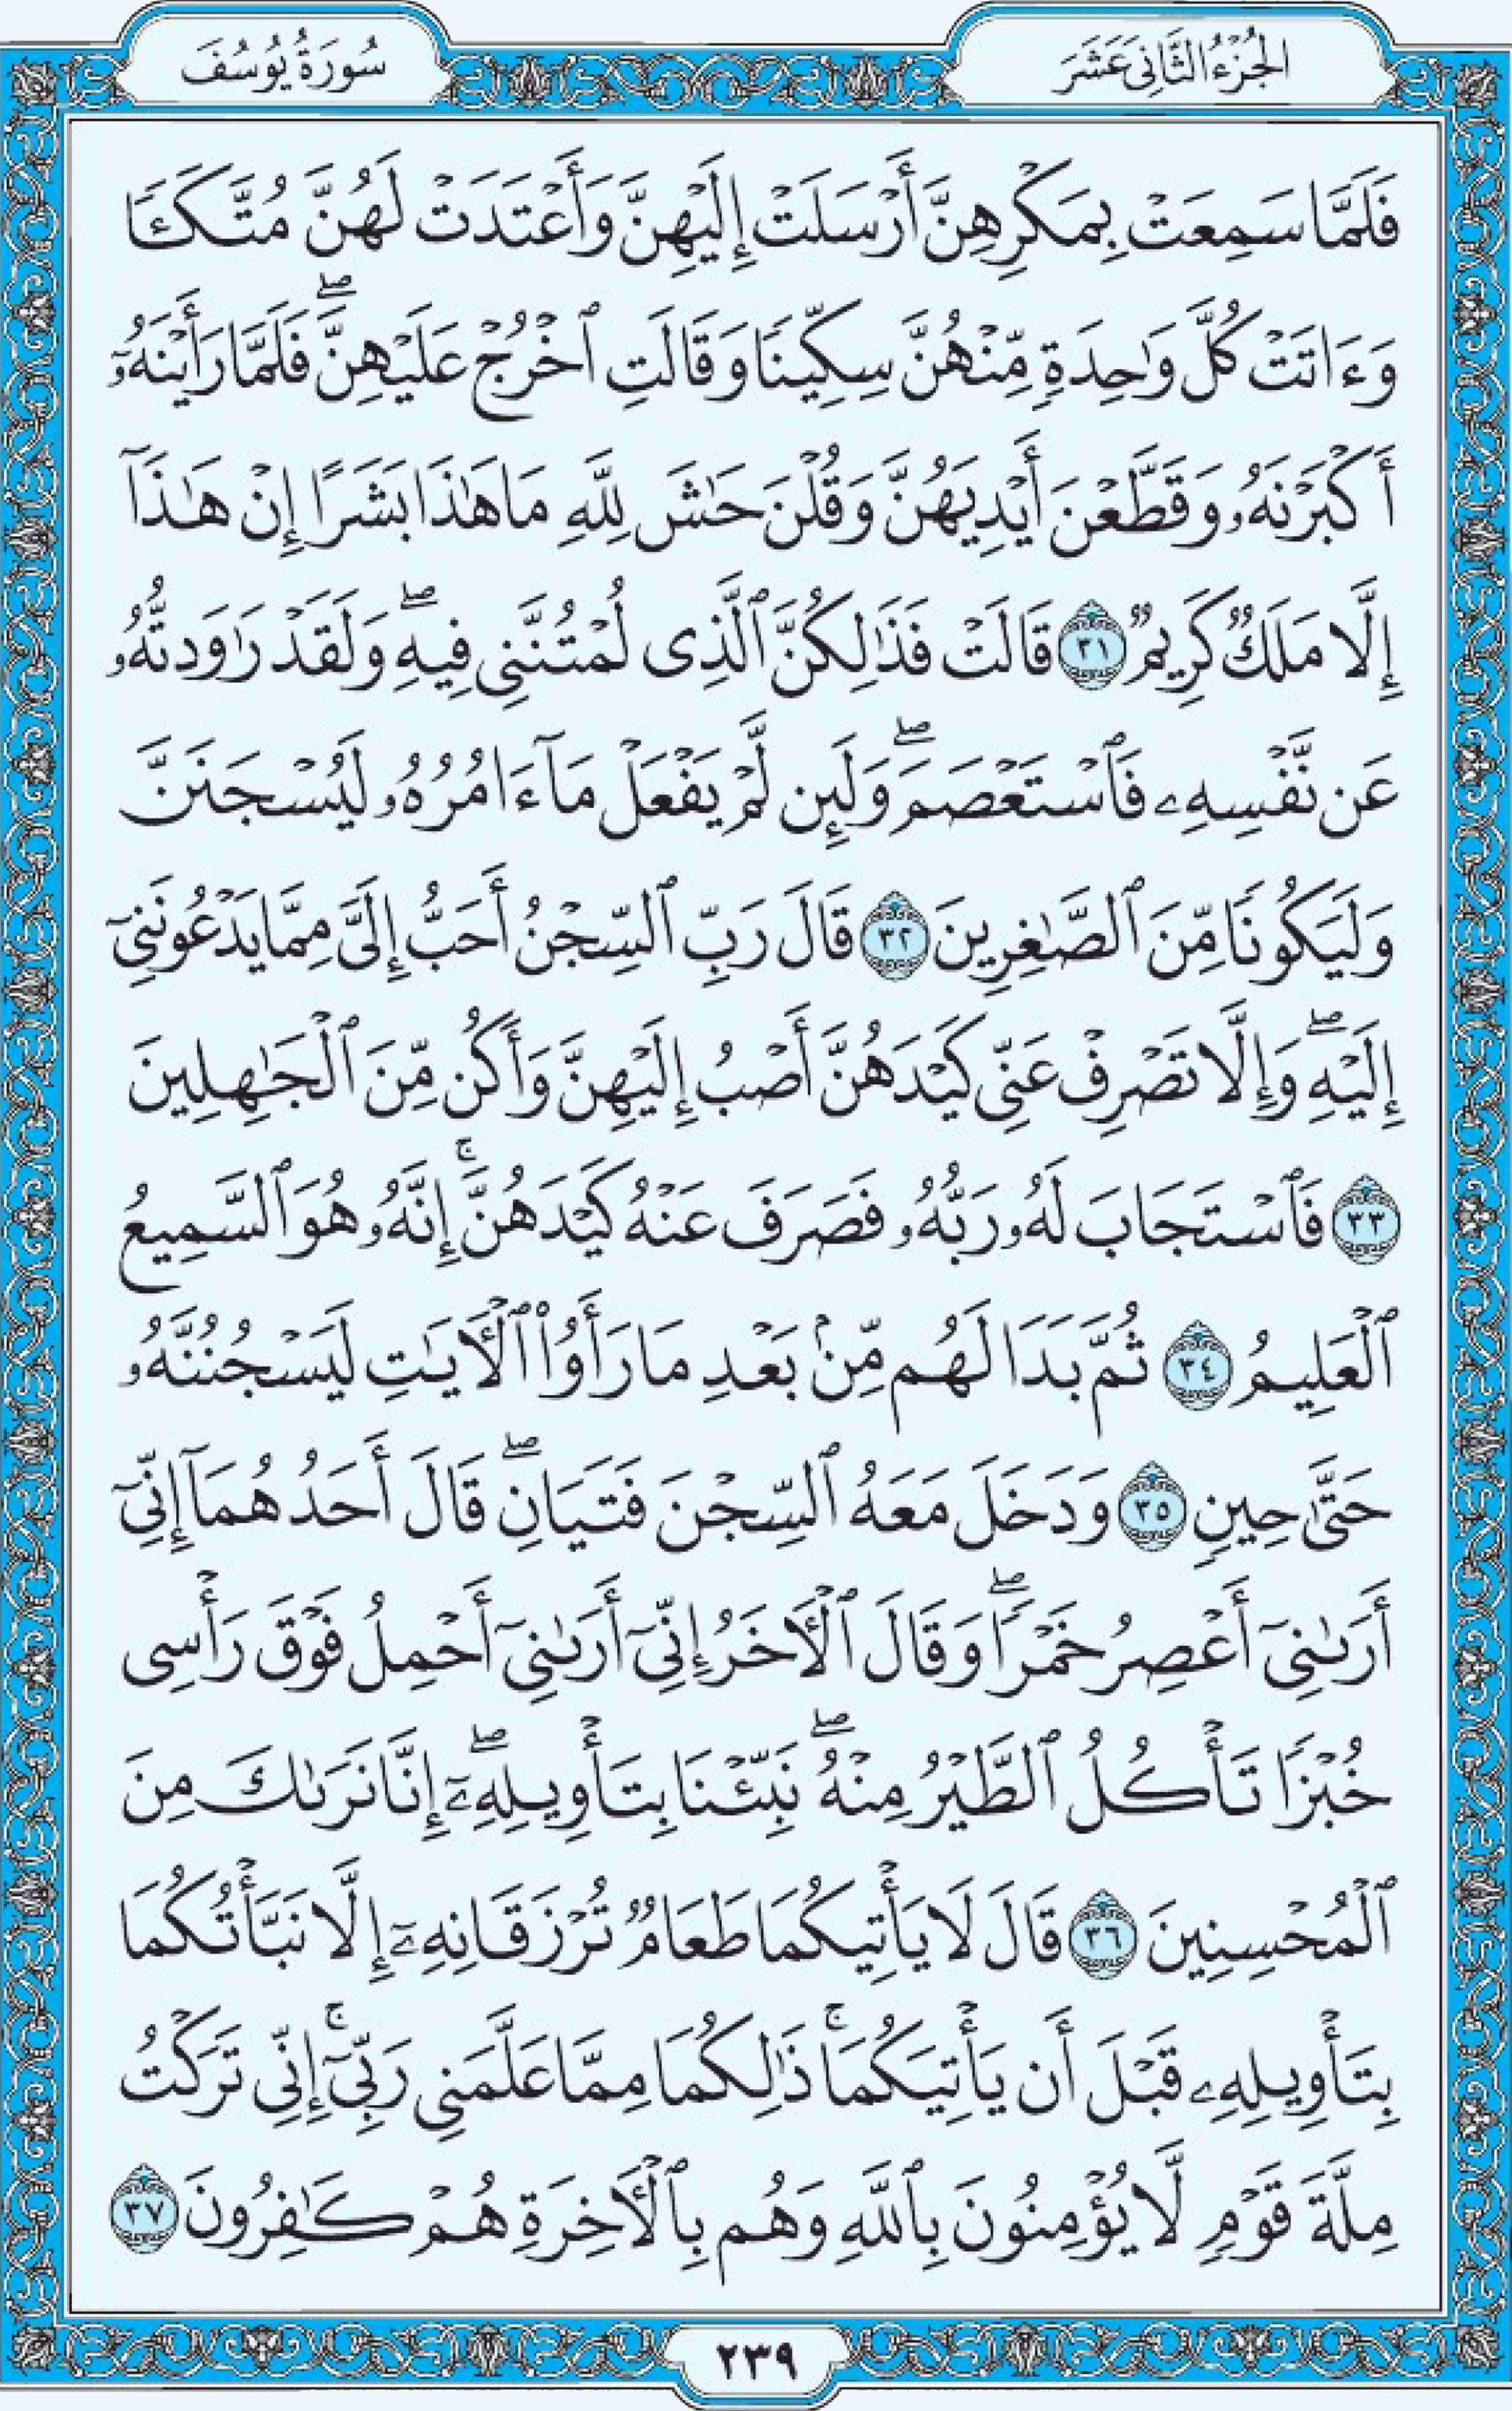 الجُزْءُ الثَّانِي عَشَرَ
سُورَةُ يُوسُفَ
فَلَمَّا سَمِعَتْ بِمَكْرِهِنَّ أَرْسَلَتْ إِلَيْهِنَّ وَأَعْتَدَتْ لَهُنَّ مُتَّكَـًٔا
وَءَاتَتْ كُلَّ وَٰحِدَةٍ مِّنْهُنَّ سِكِّينًا وَقَالَتِ ٱخْرُجْ عَلَيْهِنَّ ۖ فَلَمَّا رَأَيْنَهُۥٓ
أَكْبَرْنَهُۥ وَقَطَّعْنَ أَيْدِيَهُنَّ وَقُلْنَ حَٰشَ لِلَّهِ مَا هَٰذَا بَشَرًا إِنْ هَٰذَآ
إِلَّا مَلَكٌ كَرِيمٌ ٣١ قَالَتْ فَذَٰلِكُنَّ ٱلَّذِى لُمْتُنَّنِى فِيهِ ۖ وَلَقَدْ رَٰوَدتُّهُۥ
عَن نَّفْسِهِۦ فَٱسْتَعْصَمَ ۖ وَلَئِن لَّمْ يَفْعَلْ مَآ ءَامُرُهُۥ لَيُسْجَنَنَّ
وَلَيَكُونًا مِّنَ ٱلصَّٰغِرِينَ ٣٢ قَالَ رَبِّ ٱلسِّجْنُ أَحَبُّ إِلَىَّ مِمَّا يَدْعُونَنِىٓ
إِلَيْهِ ۖ وَإِلَّا تَصْرِفْ عَنِّى كَيْدَهُنَّ أَصْبُ إِلَيْهِنَّ وَأَكُن مِّنَ ٱلْجَٰهِلِينَ
٣٣ فَٱسْتَجَابَ لَهُۥ رَبُّهُۥ فَصَرَفَ عَنْهُ كَيْدَهُنَّ ۚ إِنَّهُۥ هُوَ ٱلسَّمِيعُ
ٱلْعَلِيمُ ٣٤ ثُمَّ بَدَا لَهُم مِّنۢ بَعْدِ مَا رَأَوُا۟ ٱلْءَايَٰتِ لَيَسْجُنُنَّهُۥ
حَتَّىٰ حِينٍ ٣٥ وَدَخَلَ مَعَهُ ٱلسِّجْنَ فَتَيَانِ ۖ قَالَ أَحَدُهُمَآ إِنِّىٓ
أَرَىٰنِىٓ أَعْصِرُ خَمْرًا ۖ وَقَالَ ٱلْءَاخَرُ إِنِّىٓ أَرَىٰنِىٓ أَحْمِلُ فَوْقَ رَأْسِى
خُبْزًا تَأْكُلُ ٱلطَّيْرُ مِنْهُ ۖ نَبِّئْنَا بِتَأْوِيلِهِۦٓ ۖ إِنَّا نَرَىٰكَ مِنَ
ٱلْمُحْسِنِينَ ٣٦ قَالَ لَا يَأْتِيكُمَا طَعَامٌ تُرْزَقَانِهِۦٓ إِلَّا نَبَّأْتُكُمَا
بِتَأْوِيلِهِۦ قَبْلَ أَن يَأْتِيَكُمَا ۚ ذَٰلِكُمَا مِمَّا عَلَّمَنِى رَبِّىٓ ۚ إِنِّى تَرَكْتُ
مِلَّةَ قَوْمٍ لَّا يُؤْمِنُونَ بِٱللَّهِ وَهُم بِٱلْءَاخِرَةِ هُمْ كَٰفِرُونَ ٣٧
٢٣٩